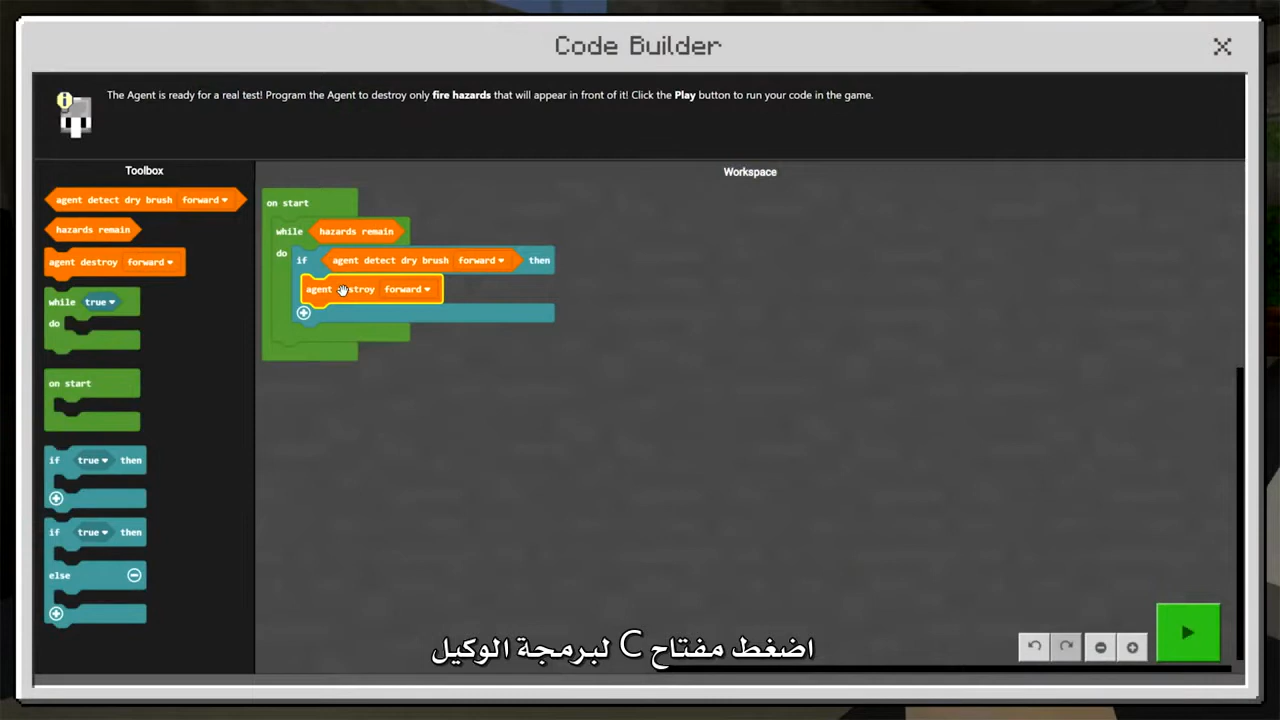 Code Builder
The Agent is ready for a real test! Program the Agent to destroy only fire hazards that will appear in front of it! Click the Play button to run your code in the game.
Toolbox
agent detect dry brush forward
hazards remain
agent destroy forward
while true
do
on start
if true then
if true then
else
Workspace
on start
while hazards remain
do if agent detect dry brush forward then
agent forward
اضغط مفتاح C لبرمجة الوكيل